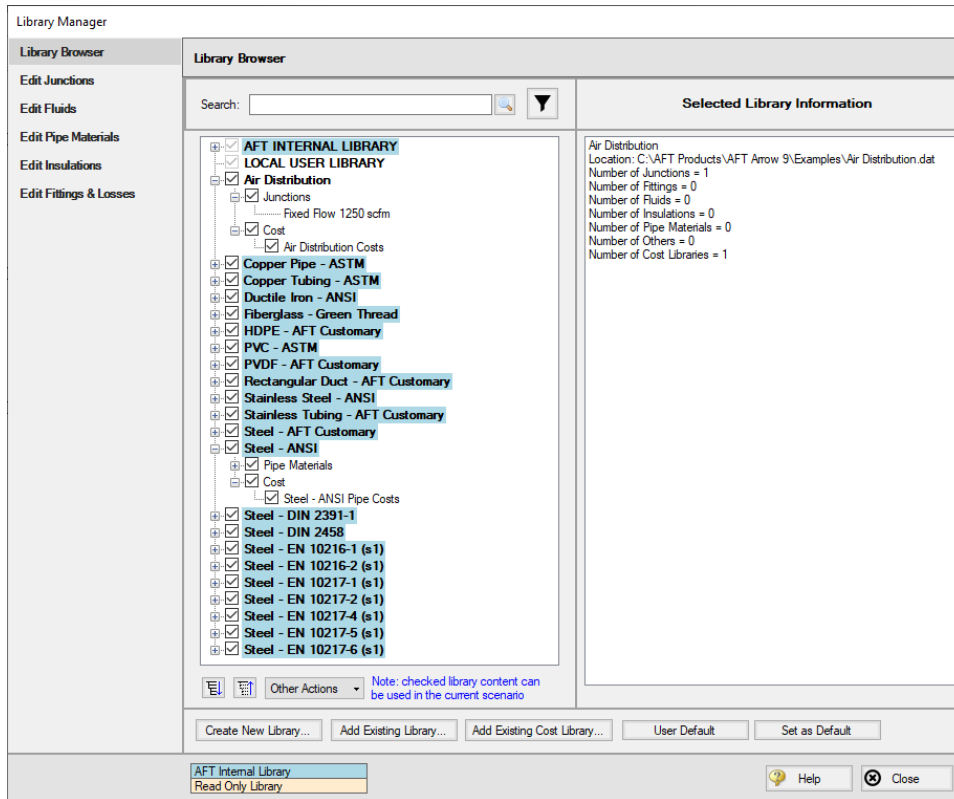 Library Manager
Library Browser
Edit Junctions
Edit Fluids
Edit Pipe Materials
Edit Insulations
Edit Fittings & Losses
Library Browser
Search:
AFT INTERNAL LIBRARY
LOCAL USER LIBRARY
Air Distribution
Junctions
Fixed Flow 1250 scfm
Cost
Air Distribution Costs
Copper Pipe - ASTM
Copper Tubing - ASTM
Ductile Iron - ANSI
Fiberglass - Green Thread
HDPE - AFT Customary
PVC - ASTM
PVDF - AFT Customary
Rectangular Duct - AFT Customary
Stainless Steel - ANSI
Stainless Tubing - AFT Customary
Steel - AFT Customary
Steel - ANSI
Pipe Materials
Cost
Steel - ANSI Pipe Costs
Steel - DIN 2391-1
Steel - DIN 2458
Steel - EN 10216-1 (s1)
Steel - EN 10216-2 (s1)
Steel - EN 10217-1 (s1)
Steel - EN 10217-2 (s1)
Steel - EN 10217-4 (s1)
Steel - EN 10217-5 (s1)
Steel - EN 10217-6 (s1)
Other Actions
Note: checked library content can
be used in the current scenario
Selected Library Information
Air Distribution
Location: C:\AFT Products\AFT Arrow 9\Examples\Air Distribution.dat
Number of Junctions = 1
Number of Fittings = 0
Number of Fluids = 0
Number of Insulations = 0
Number of Pipe Materials = 0
Number of Others = 0
Number of Cost Libraries = 1
Create New Library...
Add Existing Library...
Add Existing Cost Library...
User Default
Set as Default
AFT Internal Library
Read Only Library
Help
Close